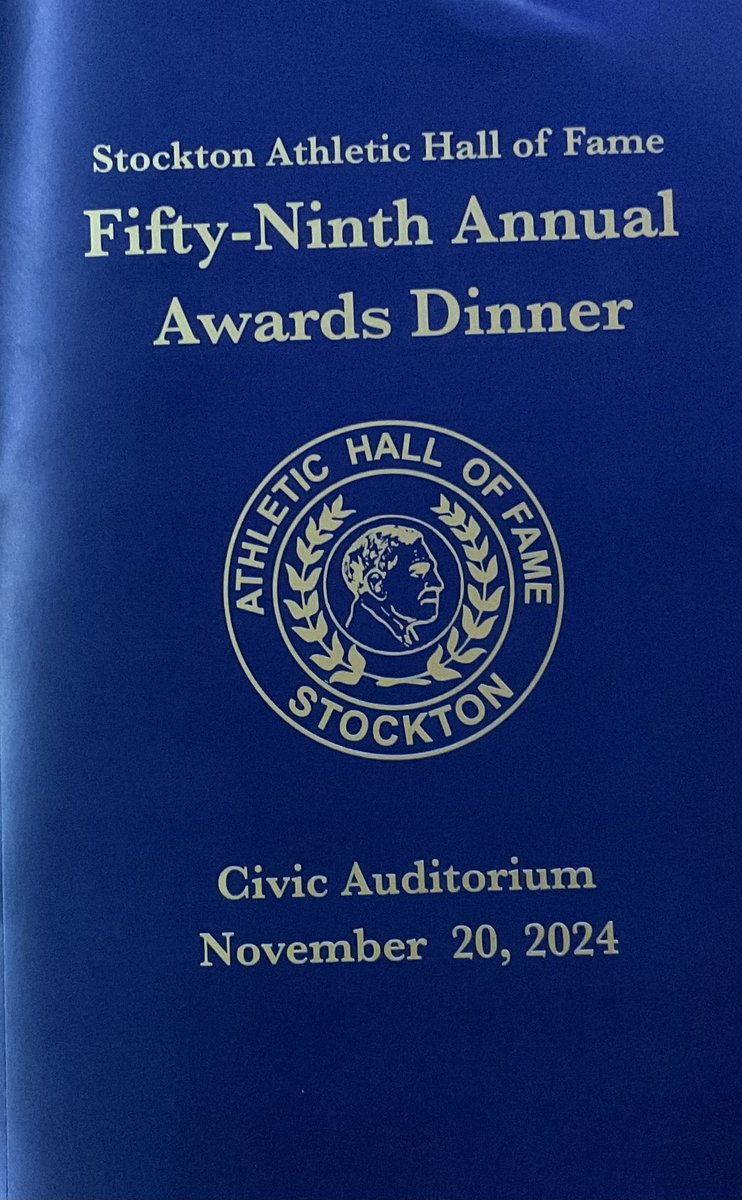 Stockton Athletic Hall of Fame
Fifty-Ninth Annual
Awards Dinner
ATHLETIC HALL OF FAME
STOCKTON
Civic Auditorium
November 20, 2024